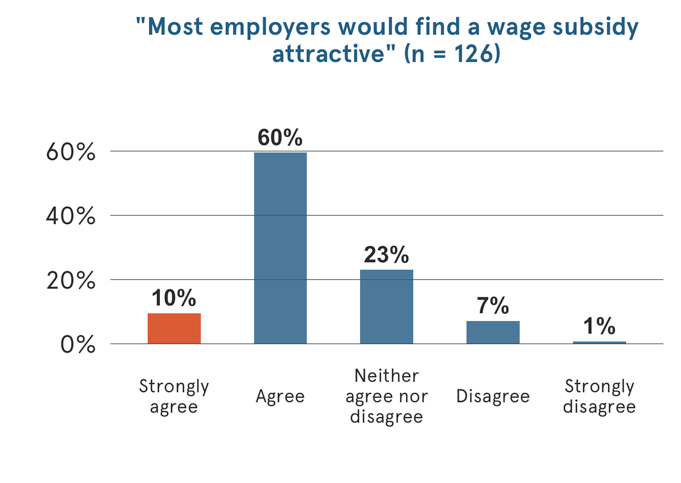 "Most employers would find a wage subsidy
attractive" (n = 126)
60%
60%
40%
23%
20%
10%
7%
1%
0%
Strongly
agree
Agree
Neither
agree nor
disagree
Disagree
Strongly
disagree